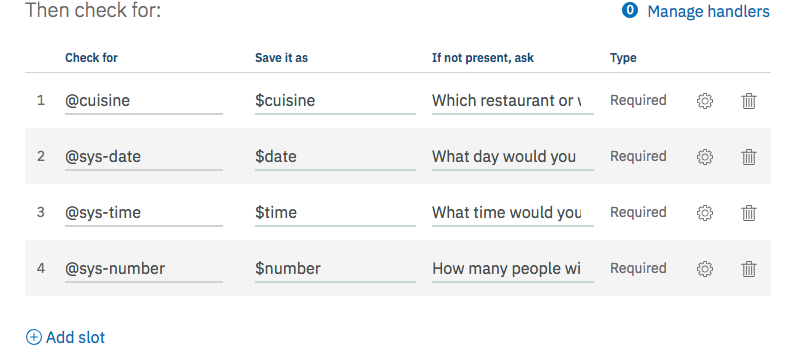 Then check for:
0 Manage handlers
Check for Save it as If not present, ask Type
1 @cuisine $cuisine Which restaurant or Required
2 @sys-date $date What day would you Required
3 @sys-time $time What time would you Required
4 @sys-number $number How many people wi Required
Add slot